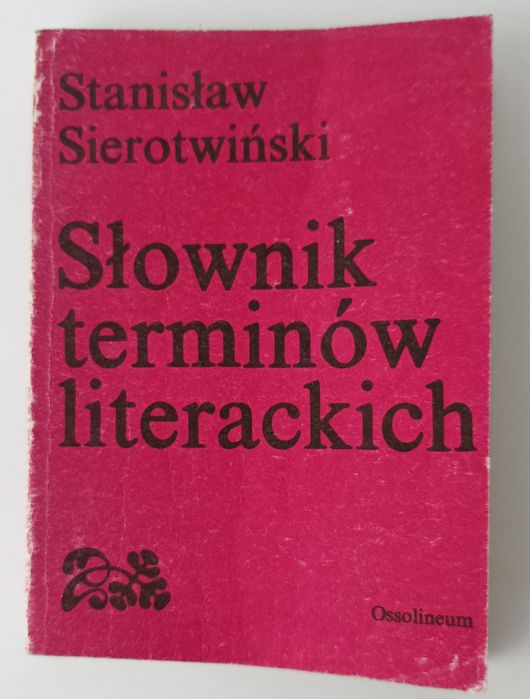 Stanisław
Sierotwiński
Słownik
terminów
literackich
Ossolineum